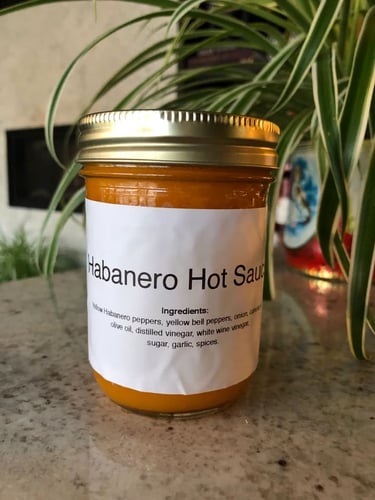 Habanero Hot Sauc
Ingredients:
Habanero peppers, yellow bell peppers, onion,
olive oil, distilled vinegar, white wine vinegar,
sugar, garlic, spices.